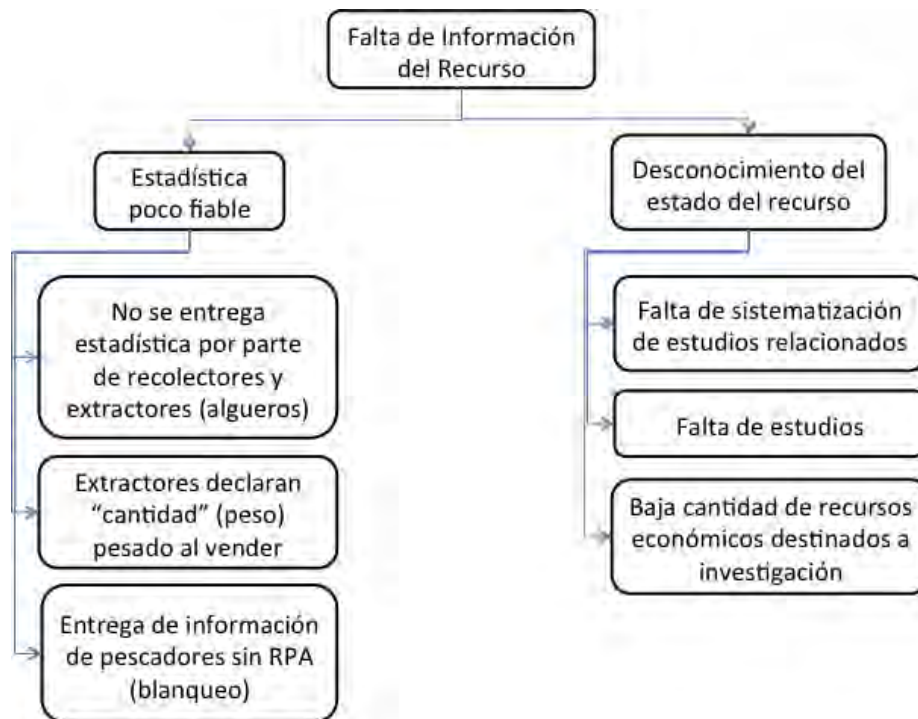 Falta de Información
del Recurso
Estadística
poco fiable
No se entrega
estadística por parte
de recolectores y
extractores (algueros)
Extractores declaran
“cantidad” (peso)
pesado al vender
Entrega de información
de pescadores sin RPA
(blanqueo)
Desconocimiento del
estado del recurso
Falta de sistematización
de estudios relacionados
Falta de estudios
Baja cantidad de recursos
económicos destinados a
investigación